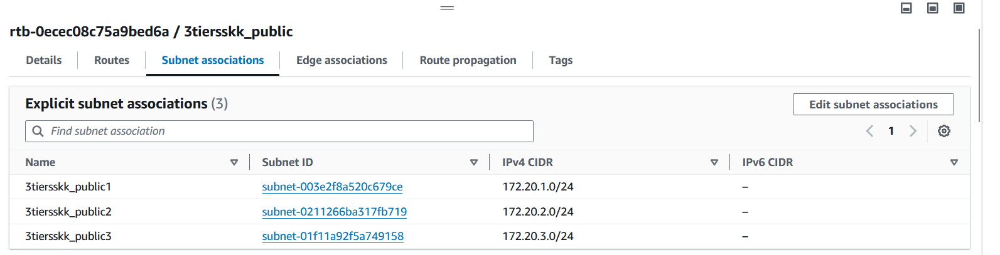 rtb-0ecec08c75a9bed6a / 3tiersskk_public
Details Routes Subnet associations Edge associations Route propagation Tags
Explicit subnet associations (3) Edit subnet associations
Find subnet association 1
Name Subnet ID IPv4 CIDR IPv6 CIDR
3tiersskk_public1 subnet-003e2f8a520c679ce 172.20.1.0/24 –
3tiersskk_public2 subnet-0211266ba317fb719 172.20.2.0/24 –
3tiersskk_public3 subnet-01f11a92f5a749158 172.20.3.0/24 –